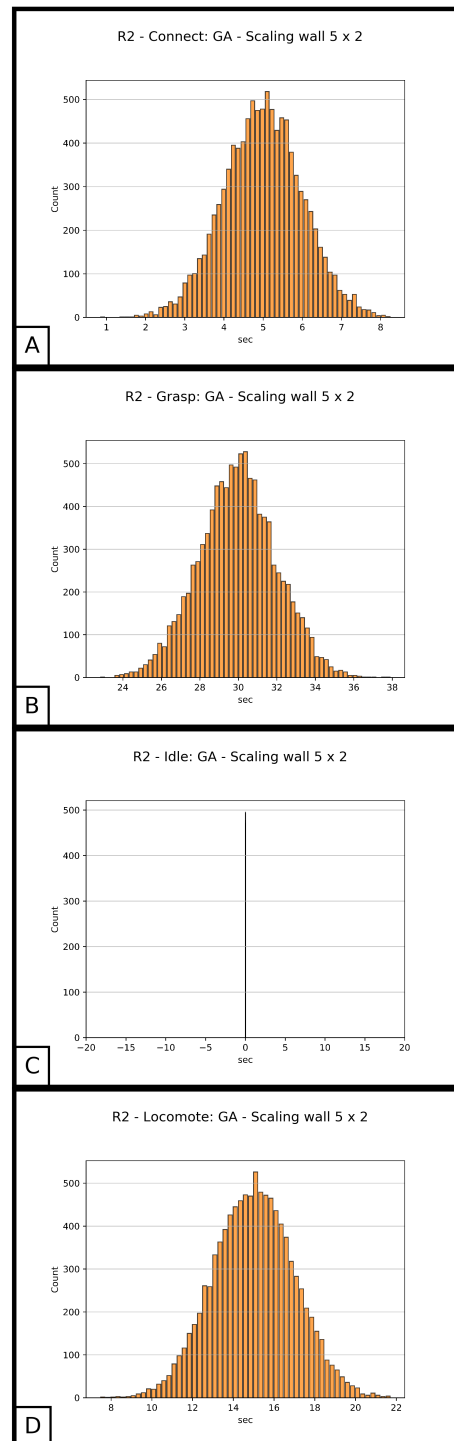 R2 - Connect: GA - Scaling wall 5 x 2
500
400
300
200
100
0
Count
1 2 3 4 5 6 7 8
sec
A
R2 - Grasp: GA - Scaling wall 5 x 2
500
400
300
200
100
0
Count
24 26 28 30 32 34 36 38
sec
B
R2 - Idle: GA - Scaling wall 5 x 2
500
400
300
200
100
0
Count
−20 −15 −10 −5 0 5 10 15 20
sec
C
R2 - Locomote: GA - Scaling wall 5 x 2
500
400
300
200
100
0
Count
8 10 12 14 16 18 20 22
sec
D